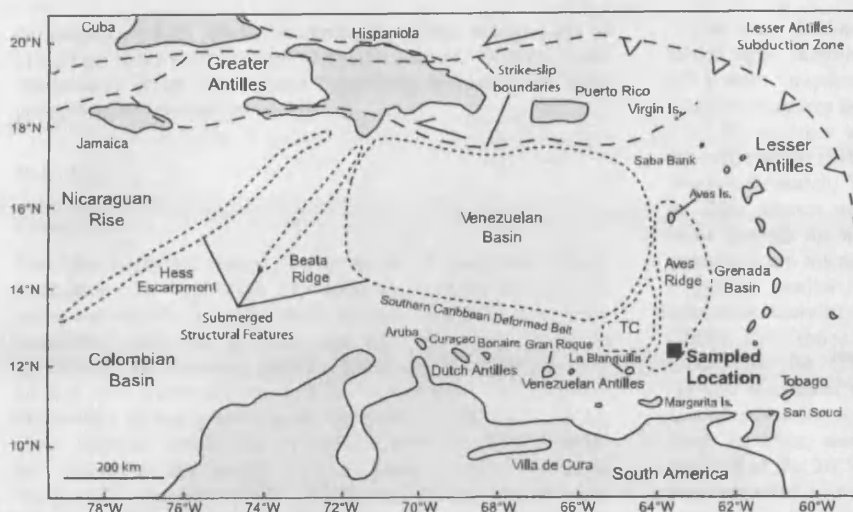 Cuba
Hispaniola
Lesser Antilles
Subduction Zone
20°N
Greater
Antilles
Strike-slip
boundaries
Puerto Rico
Virgin Is.
18°N
Jamaica
Lesser
Antilles
Saba Bank
Nicaraguan
Rise
16°N
Venezuelan
Basin
Aves Is.
Hess
Escarpment
Beata
Ridge
Aves
Ridge
Grenada
Basin
14°N
Submerged
Structural Features
Southern Caribbean Deformed Belt
TC
Aruba
Curaçao
Bonaire
Gran Roque
La Blanquilla
Sampled
Location
Colombian
Basin
12°N
Dutch Antilles
Venezuelan Antilles
Tobago
Margarita Is.
San Souci
10°N
200 km
Villa de Cura
South America
78°W
76°W
74°W
72°W
70°W
68°W
66°W
64°W
62°W
60°W